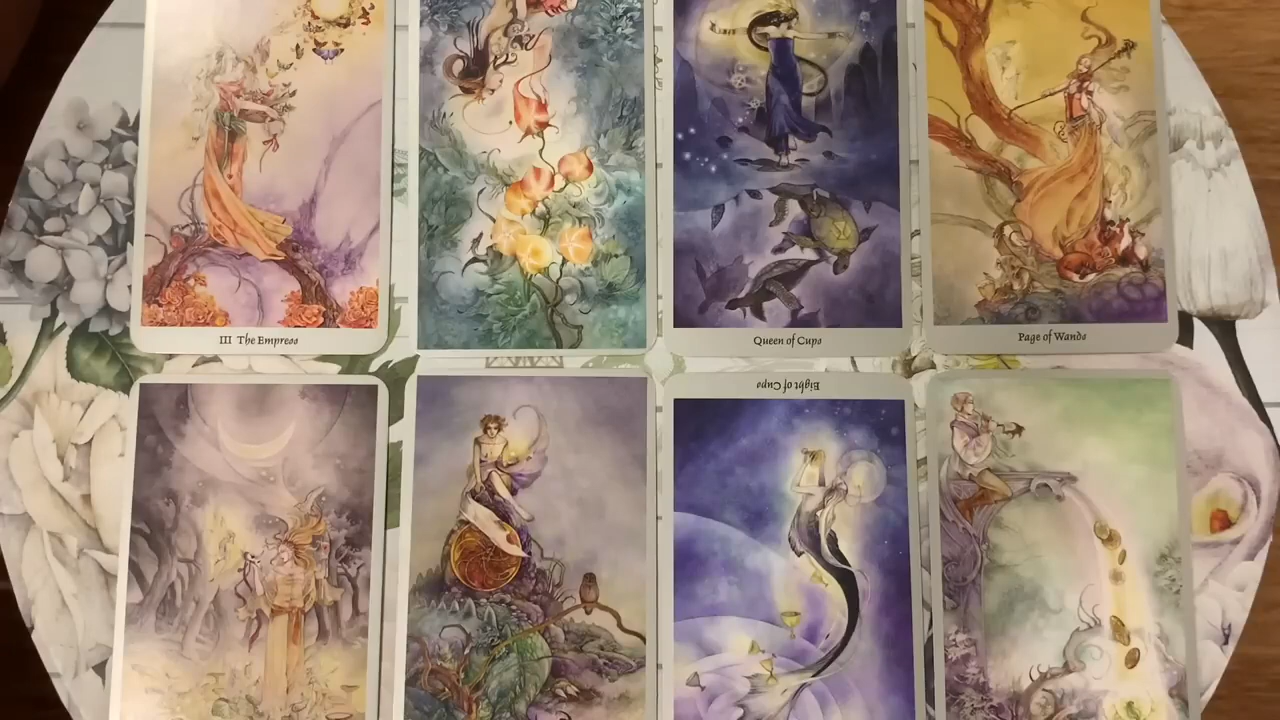 III The Empress
Queen of Cups
Page of Wands
Eight of Cups